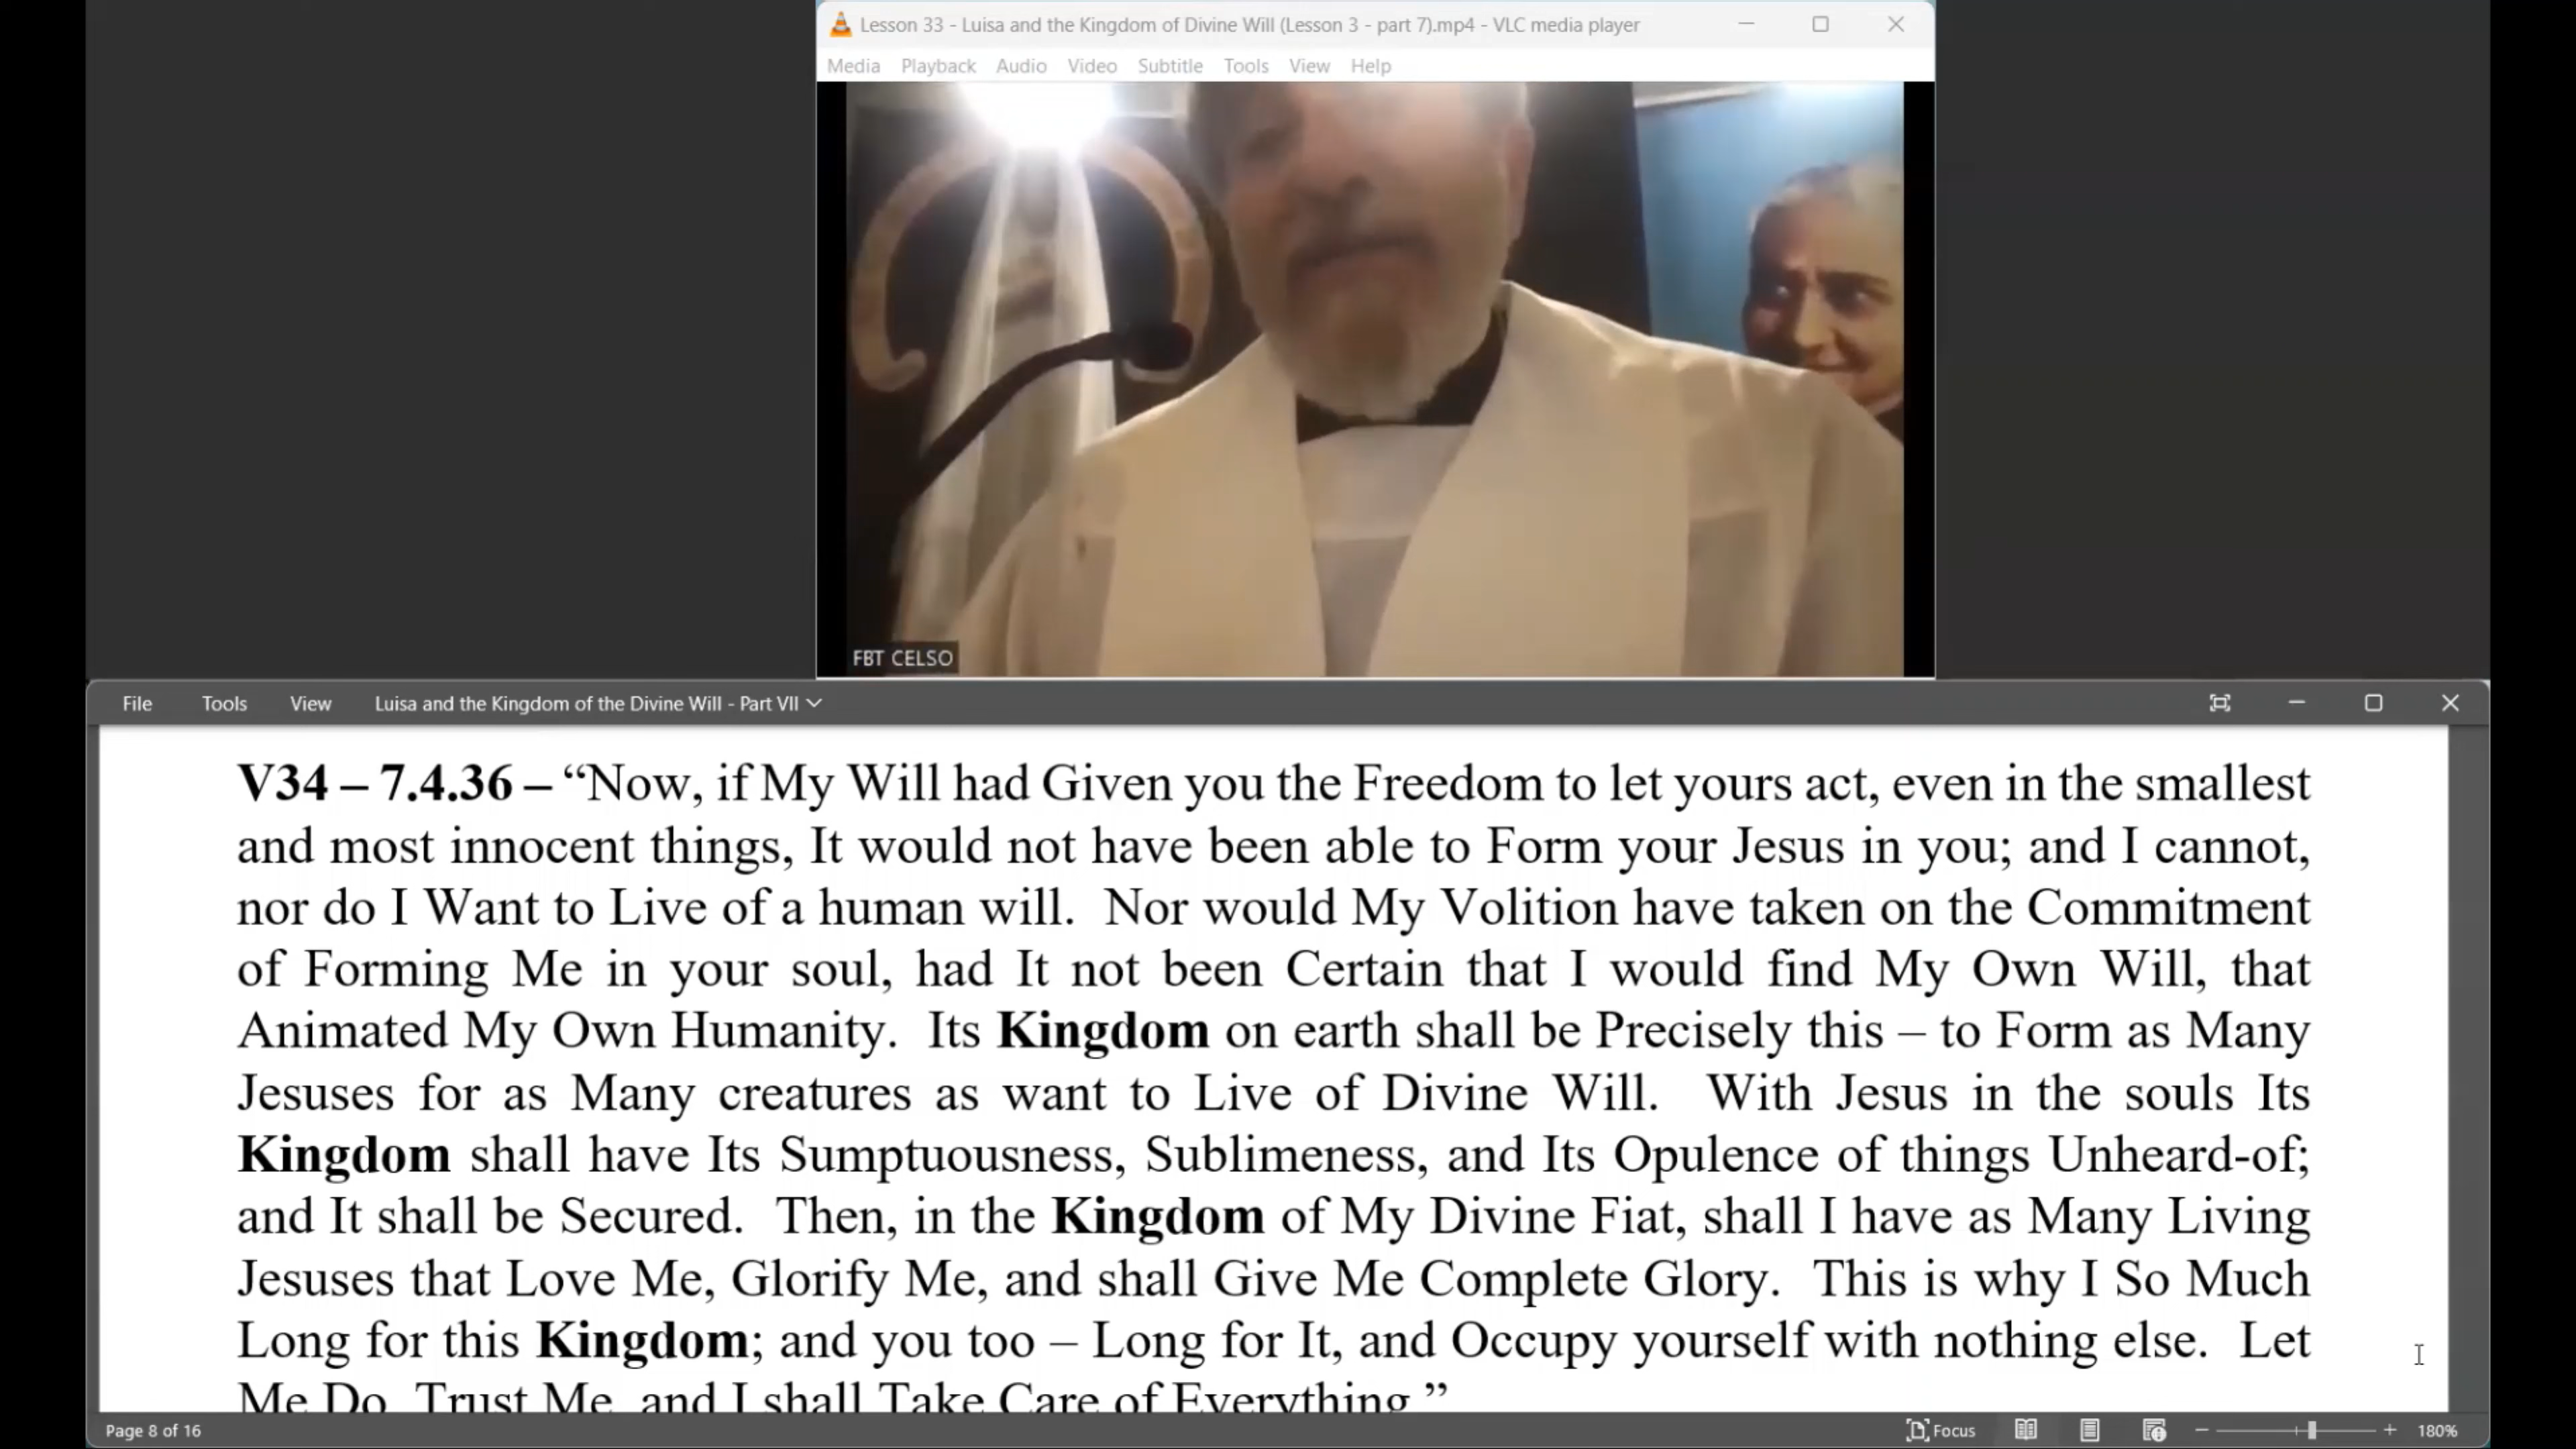 Lesson 33 - Luisa and the Kingdom of Divine Will (Lesson 3 - part 7).mp4 - VLC media player
Media Playback Audio Video Subtitle Tools View Help
FBT CELSO
File Tools View Luisa and the Kingdom of the Divine Will - Part VII
V34 – 7.4.36 – “Now, if My Will had Given you the Freedom to let yours act, even in the smallest
and most innocent things, It would not have been able to Form your Jesus in you; and I cannot,
nor do I Want to Live of a human will. Nor would My Volition have taken on the Commitment
of Forming Me in your soul, had It not been Certain that I would find My Own Will, that
Animated My Own Humanity. Its Kingdom on earth shall be Precisely this – to Form as Many
Jesuses for as Many creatures as want to Live of Divine Will. With Jesus in the souls Its
Kingdom shall have Its Sumptuousness, Sublimeness, and Its Opulence of things Unheard-of;
and It shall be Secured. Then, in the Kingdom of My Divine Fiat, shall I have as Many Living
Jesuses that Love Me, Glorify Me, and shall Give Me Complete Glory. This is why I So Much
Long for this Kingdom; and you too – Long for It, and Occupy yourself with nothing else. Let
Me Do, Trust Me, and I shall Take Care of Everything.”
Page 8 of 16 Focus 180%